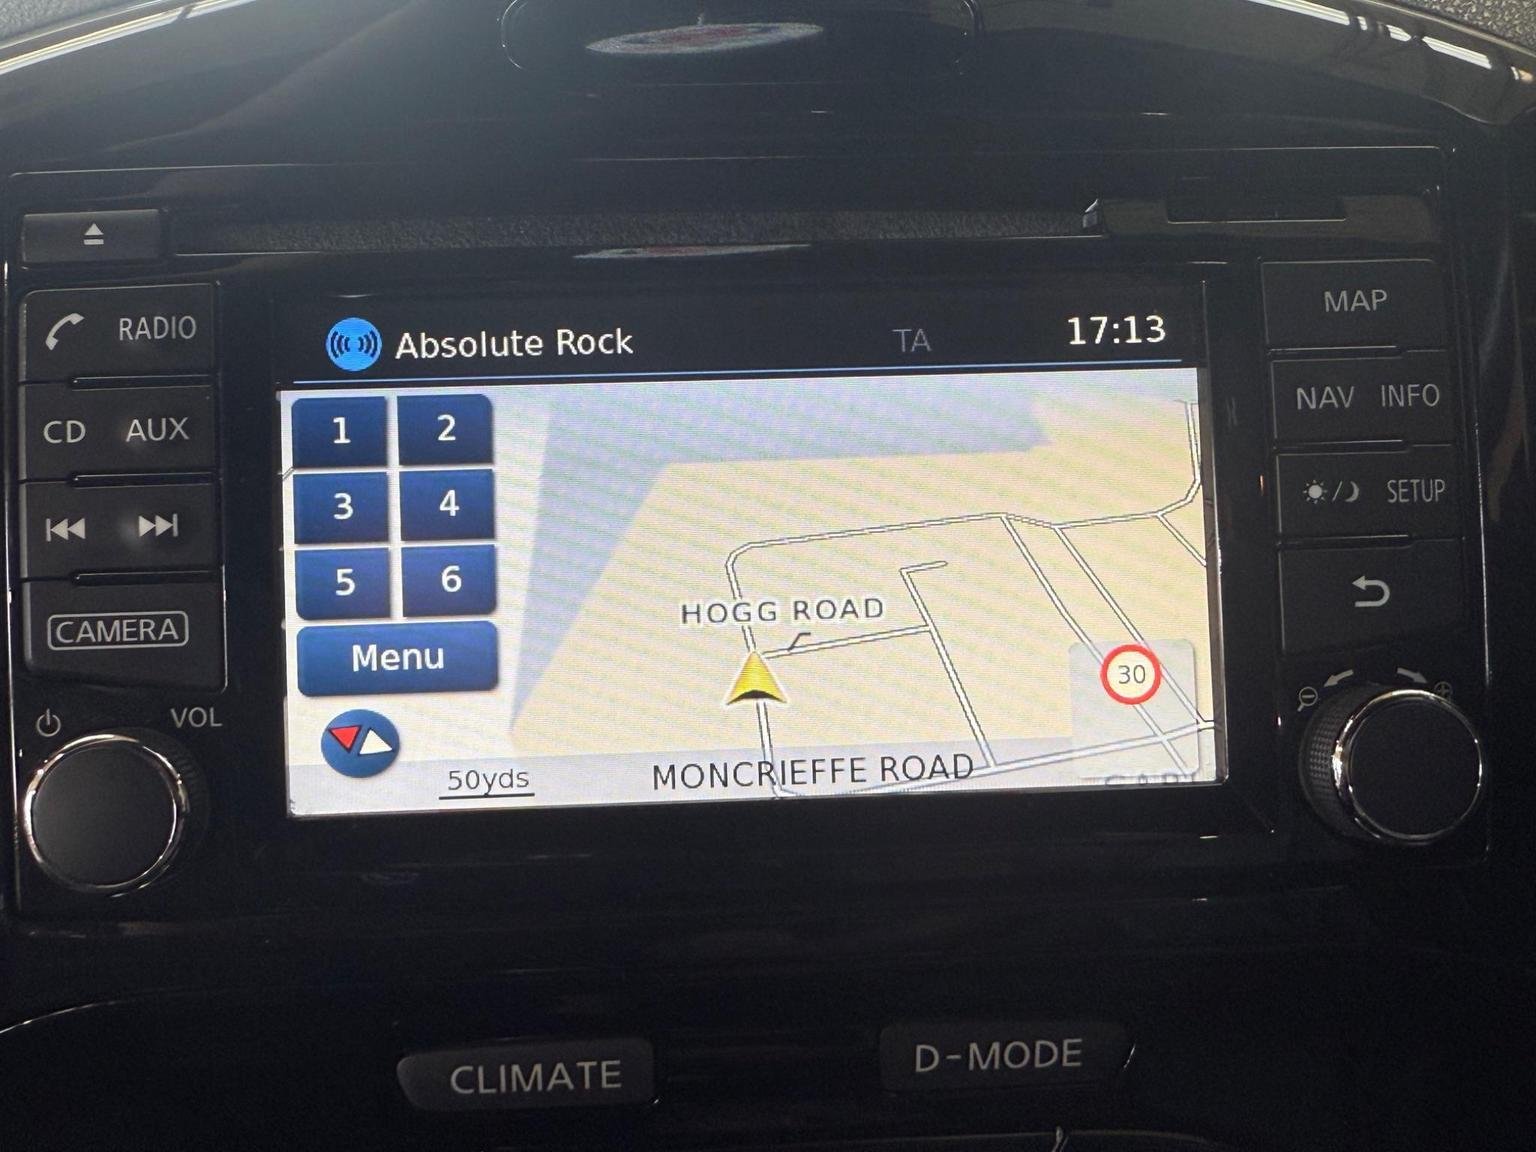 RADIO
CD AUX
CAMERA
VOL
Absolute Rock TA 17:13
1 2
3 4
5 6
Menu
HOGG ROAD
30
50yds
MONCRIEFFE ROAD
MAP
NAV INFO
SETUP
CLIMATE
D-MODE